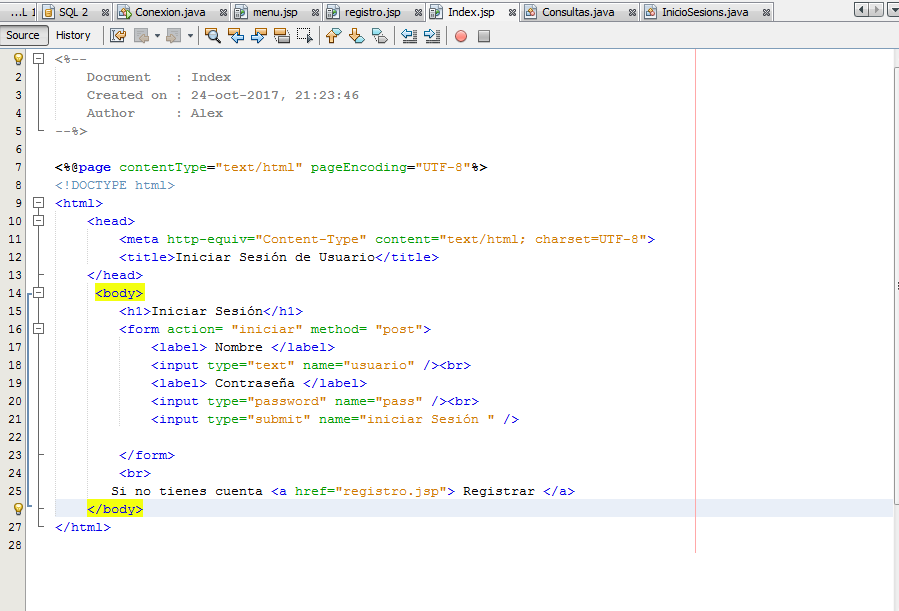 ...L 1 SQL 2 Conexion.java menu.jsp registro.jsp Index.jsp Consultas.java InicioSesions.java
Source History
<%--
2 Document : Index
3 Created on : 24-oct-2017, 21:23:46
4 Author : Alex
5 --%>
6
7 <%@page contentType="text/html" pageEncoding="UTF-8"%>
8 <!DOCTYPE html>
9 <html>
10 <head>
11 <meta http-equiv="Content-Type" content="text/html; charset=UTF-8">
12 <title>Iniciar Sesión de Usuario</title>
13 </head>
14 <body>
15 <h1>Iniciar Sesión</h1>
16 <form action= "iniciar" method= "post">
17 <label> Nombre </label>
18 <input type="text" name="usuario" /><br>
19 <label> Contraseña </label>
20 <input type="password" name="pass" /><br>
21 <input type="submit" name="iniciar Sesión " />
22
23 </form>
24 <br>
25 Si no tienes cuenta <a href="registro.jsp"> Registrar </a>
</body>
27 </html>
28